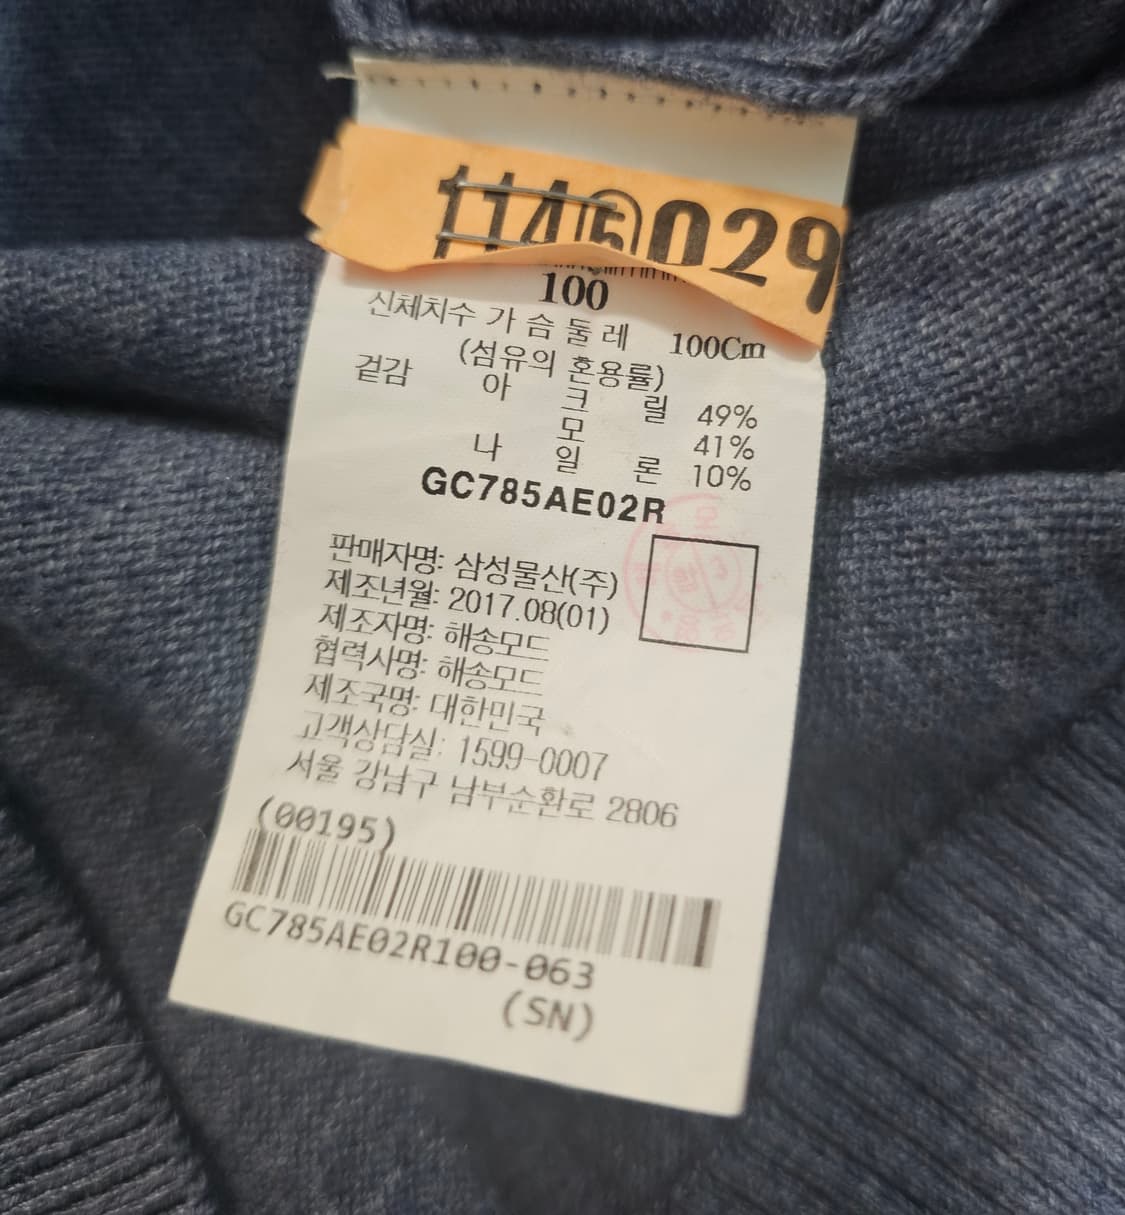 114⑤029
100
신체치수 가슴둘레 100Cm
(섬유의 혼용률)
겉감 아크릴 49%
모 41%
나일론 10%
GC785AE02R
판매자명: 삼성물산(주)
제조년월: 2017.08(01)
제조자명: 해송모드
협력사명: 해송모드
제조국명: 대한민국
고객상담실: 1599-0007
서울 강남구 남부순환로 2806
(00195)
GC785AE02R100-063
(SN)